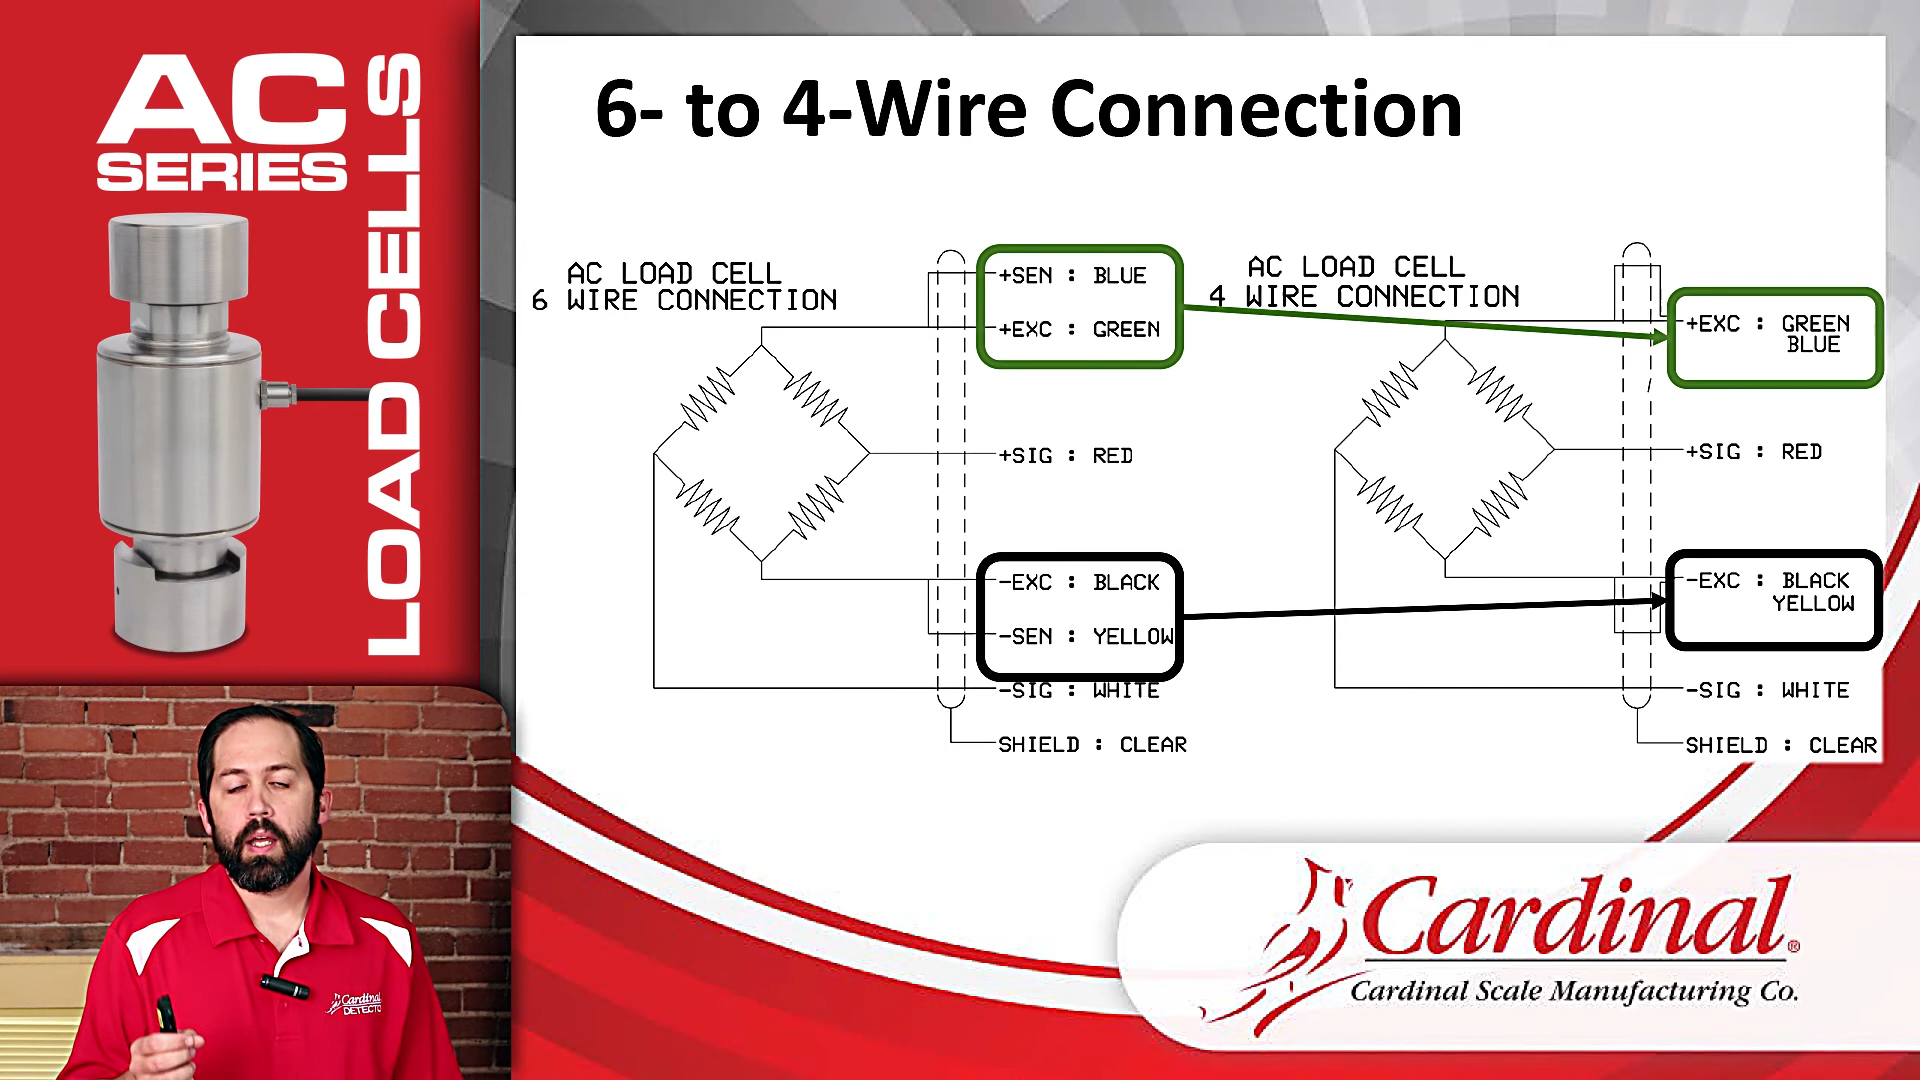 AC
SERIES
LOAD CELLS
6- to 4-Wire Connection
AC LOAD CELL
6 WIRE CONNECTION
+SEN : BLUE
+EXC : GREEN
+SIG : RED
-EXC : BLACK
-SEN : YELLOW
-SIG : WHITE
SHIELD : CLEAR
AC LOAD CELL
4 WIRE CONNECTION
+EXC : GREEN
BLUE
+SIG : RED
-EXC : BLACK
YELLOW
-SIG : WHITE
SHIELD : CLEAR
Cardinal
DETECTO
Cardinal®
Cardinal Scale Manufacturing Co.